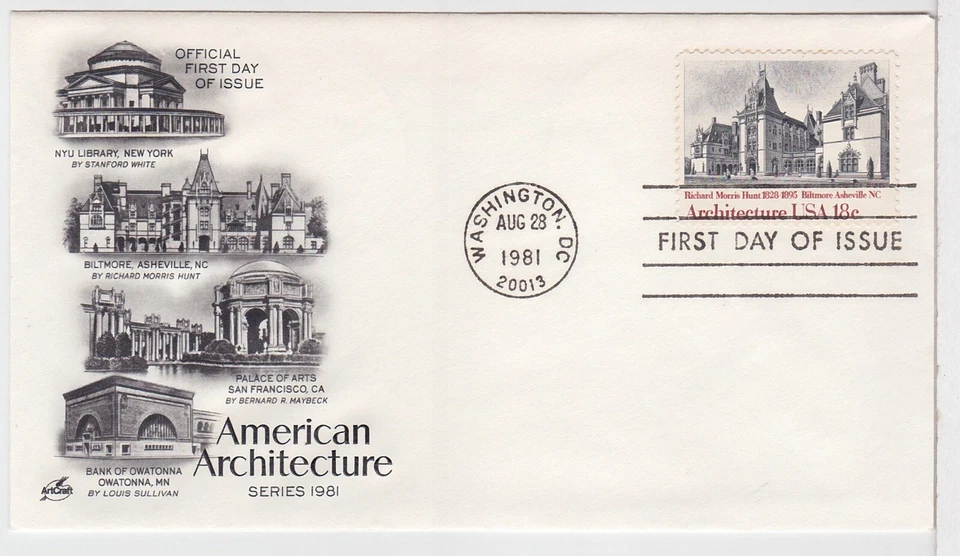 OFFICIAL
FIRST DAY
OF ISSUE
NYU LIBRARY, NEW YORK
BY STANFORD WHITE
BILTMORE, ASHEVILLE, NC
BY RICHARD MORRIS HUNT
PALACE OF ARTS
SAN FRANCISCO, CA
BY BERNARD R. MAYBECK
BANK OF OWATONNA
OWATONNA, MN
BY LOUIS SULLIVAN
American
Architecture
SERIES 1981
ArtCraft
WASHINGTON, DC
AUG 28
1981
20013
Richard Morris Hunt 1828-1895 Biltmore Asheville NC
Architecture USA 18c
FIRST DAY OF ISSUE